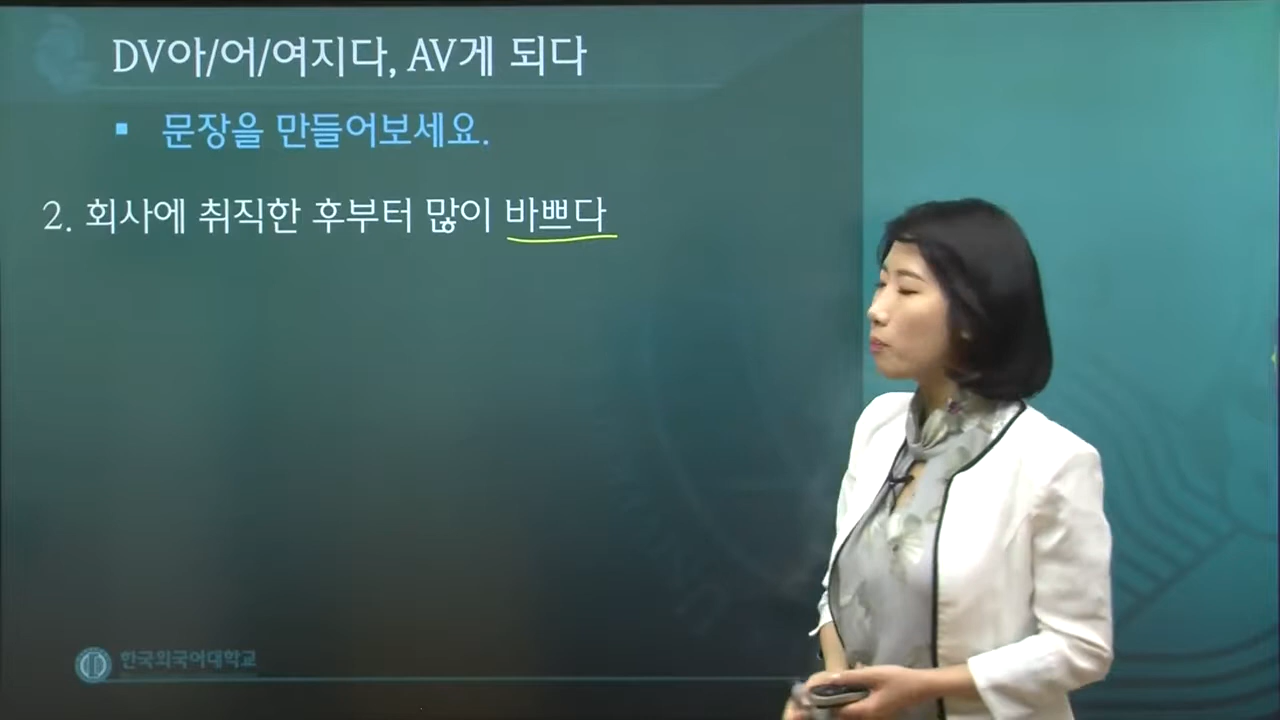 DV아/어/여지다, AV게 되다
▪ 문장을 만들어보세요.
2. 회사에 취직한 후부터 많이 바쁘다
한국외국어대학교